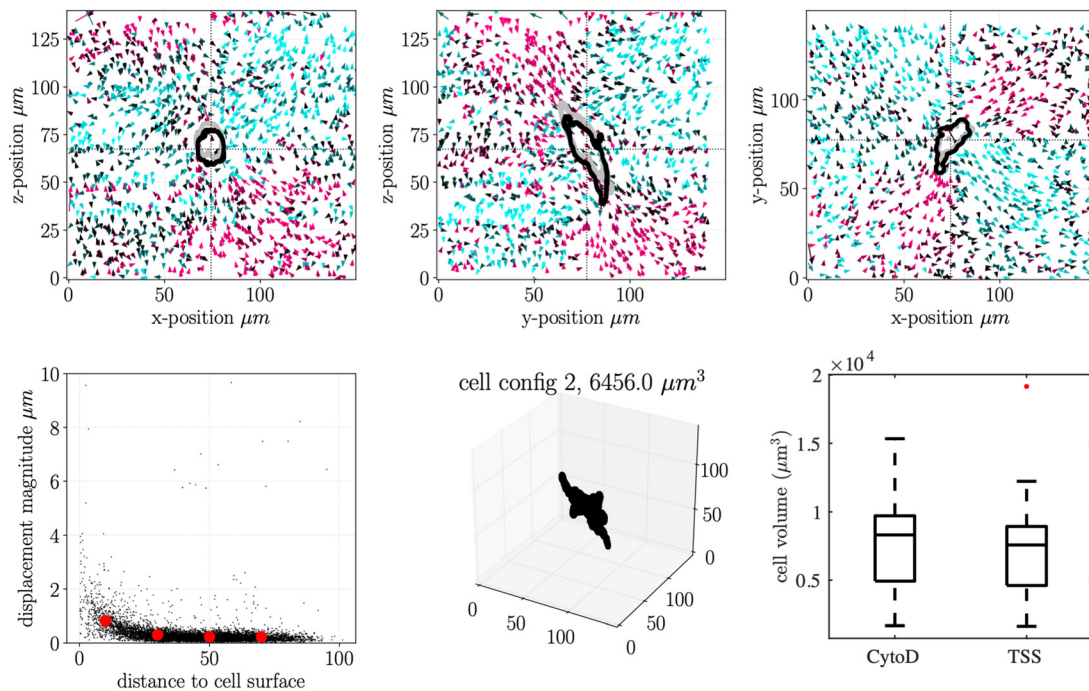 125
100
75
50
25
0
z-position μm
0 50 100
x-position μm
125
100
75
50
25
0
z-position μm
0 50 100
y-position μm
100
50
0
y-position μm
0 50 100
x-position μm
10
8
6
4
2
0
displacement magnitude μm
0 50 100
distance to cell surface
cell config 2, 6456.0 μm³
100
50
0
0
50
100
0
50
100
×10⁴
2
1.5
1
0.5
cell volume (μm³)
CytoD TSS